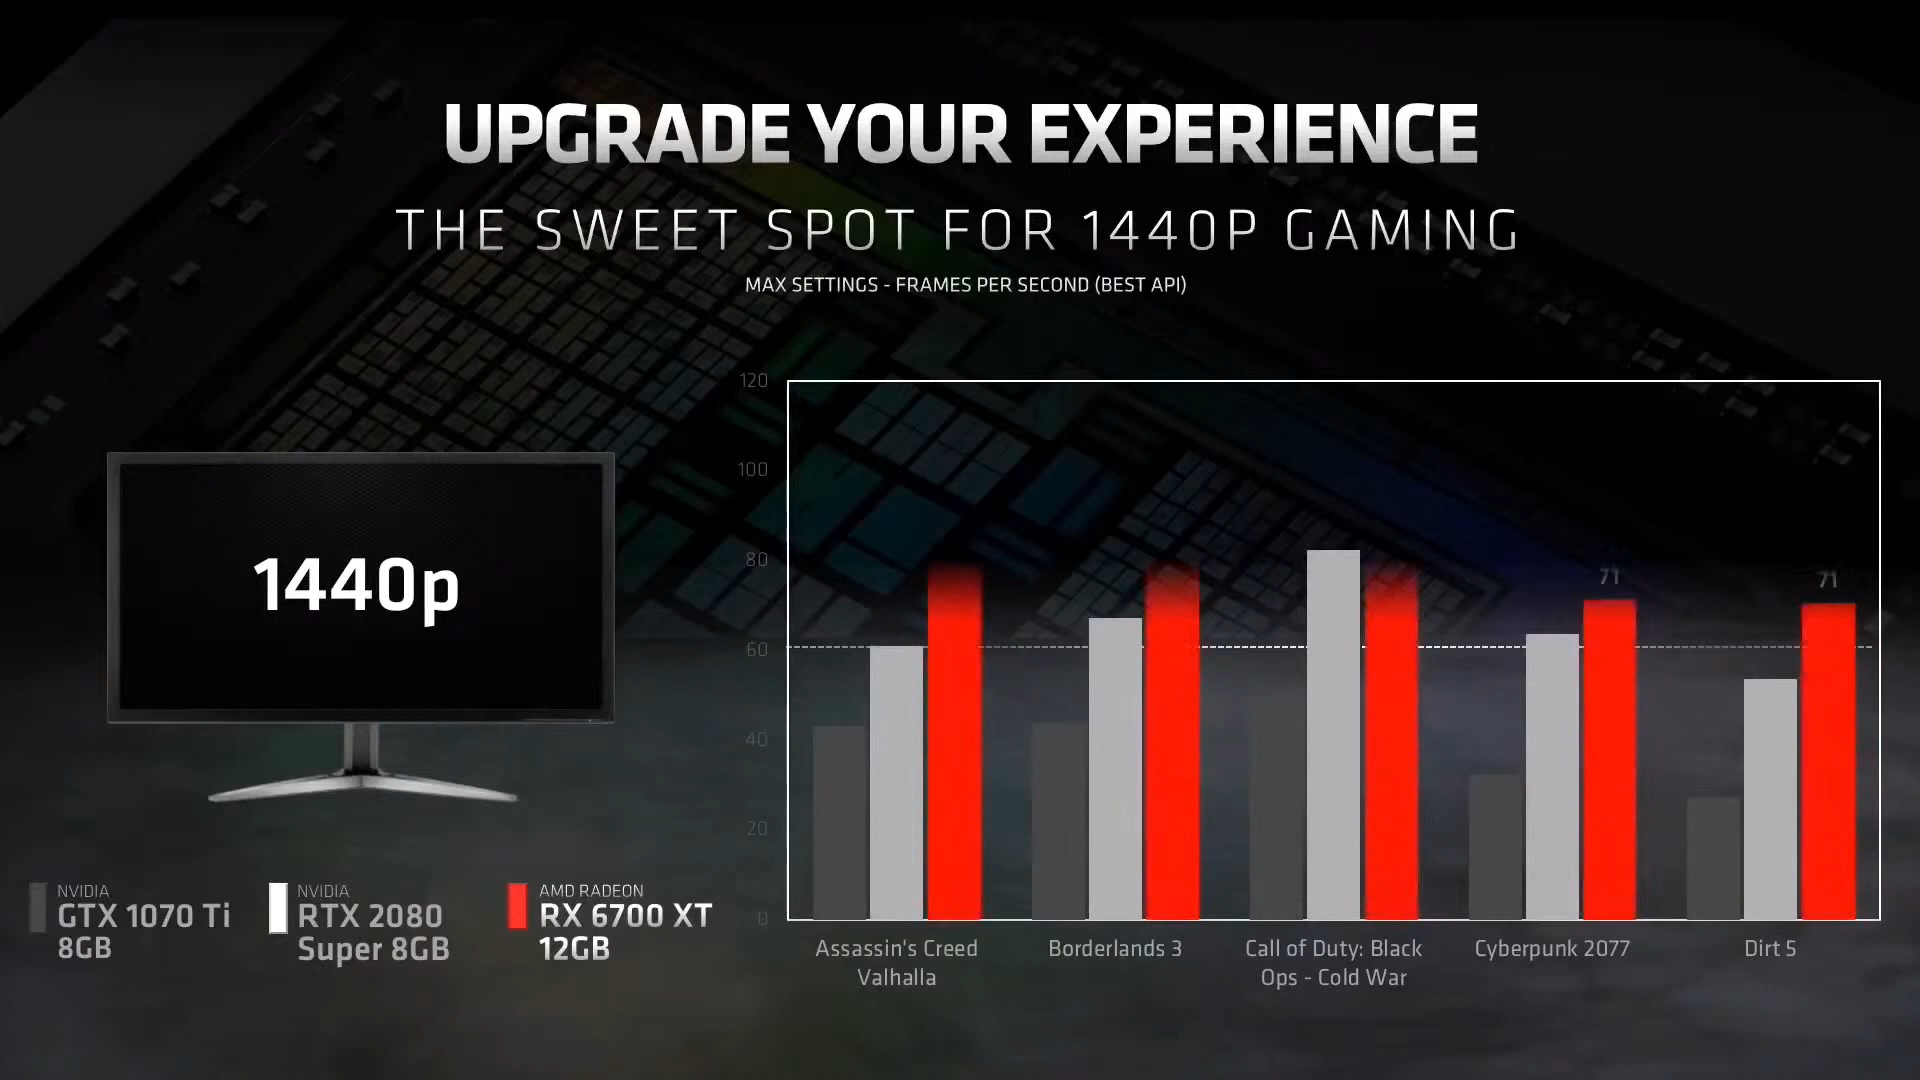 UPGRADE YOUR EXPERIENCE
THE SWEET SPOT FOR 1440P GAMING
MAX SETTINGS - FRAMES PER SECOND (BEST API)
1440p
120
100
80
60
40
20
0
71
71
Assassin's Creed
Valhalla
Borderlands 3
Call of Duty: Black
Ops - Cold War
Cyberpunk 2077
Dirt 5
NVIDIA
GTX 1070 Ti
8GB
NVIDIA
RTX 2080
Super 8GB
AMD RADEON
RX 6700 XT
12GB